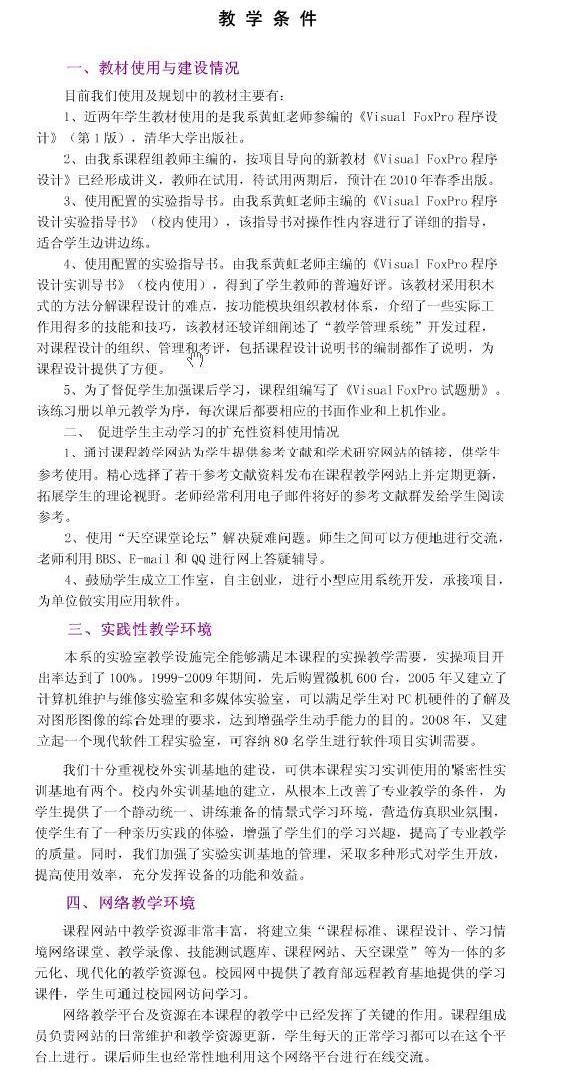 教 学 条 件
一、教材使用与建设情况
目前我们使用及规划中的教材主要有：
1、近两年学生教材使用的是我系黄虹老师参编的《Visual FoxPro 程序设
计》（第 1 版），清华大学出版社。
2、由我系课程组教师主编的，按项目导向的新教材《Visual FoxPro 程序
设计》已经形成讲义，教师在试用，待试用两期后，预计在 2010 年春季出版。
3、使用配置的实验指导书。由我系黄虹老师主编的《Visual FoxPro 程序
设计实验指导书》（校内使用），该指导书对操作性内容进行了详细的指导，
适合学生边讲边练。
4、使用配置的实验指导书。由我系黄虹老师主编的《Visual FoxPro 程序
设计实训导书》（校内使用），得到了学生教师的普遍好评。该教材采用积木
式的方法分解课程设计的难点，按功能模块组织教材体系，介绍了一些实际工
作用得多的技能和技巧，该教材还较详细阐述了“教学管理系统”开发过程，
对课程设计的组织、管理和考评，包括课程设计说明书的编制都作了说明，为
课程设计提供了方便。
5、为了督促学生加强课后学习，课程组编写了《Visual FoxPro 试题册》。
该练习册以单元教学为序，每次课后都要相应的书面作业和上机作业。
二、 促进学生主动学习的扩充性资料使用情况
1、通过课程教学网站为学生提供参考文献和学术研究网站的链接，供学生
参考使用。精心选择了若干参考文献资料发布在课程教学网站上并定期更新，
拓展学生的理论视野。老师经常利用电子邮件将好的参考文献群发给学生阅读
参考。
2、使用“天空课堂论坛”解决疑难问题。师生之间可以方便地进行交流，
老师利用 BBS、E-mail 和 QQ 进行网上答疑辅导。
4、鼓励学生成立工作室，自主创业，进行小型应用系统开发，承接项目，
为单位做实用应用软件。
三、实践性教学环境
本系的实验室教学设施完全能够满足本课程的实操教学需要，实操项目开
出率达到了 100%。1999-2009 年期间，先后购置微机 600 台，2005 年又建立了
计算机维护与维修实验室和多媒体实验室，可以满足学生对 PC 机硬件的了解及
对图形图像的综合处理的要求，达到增强学生动手能力的目的。2008 年，又建
立起一个现代软件工程实验室，可容纳 80 名学生进行软件项目实训需要。
我们十分重视校外实训基地的建设，可供本课程实习实训使用的紧密性实
训基地有两个。校内外实训基地的建立，从根本上改善了专业教学的条件，为
学生提供了一个静动统一、讲练兼备的情景式学习环境，营造仿真职业氛围，
使学生有了一种亲历实践的体验，增强了学生们的学习兴趣，提高了专业教学
的质量。同时，我们加强了实验实训基地的管理，采取多种形式对学生开放，
提高使用效率，充分发挥设备的功能和效益。
四、网络教学环境
课程网站中教学资源非常丰富，将建立集“课程标准、课程设计、学习情
境网络课堂、教学录像、技能测试题库、课程网站、天空课堂”等为一体的多
元化、现代化的教学资源包。校园网中提供了教育部远程教育基地提供的学习
课件，学生可通过校园网访问学习。
网络教学平台及资源在本课程的教学中已经发挥了关键的作用。课程组成
员负责网站的日常维护和教学资源更新，学生每天的正常学习都可以在这个平
台上进行。课后师生也经常性地利用这个网络平台进行在线交流。